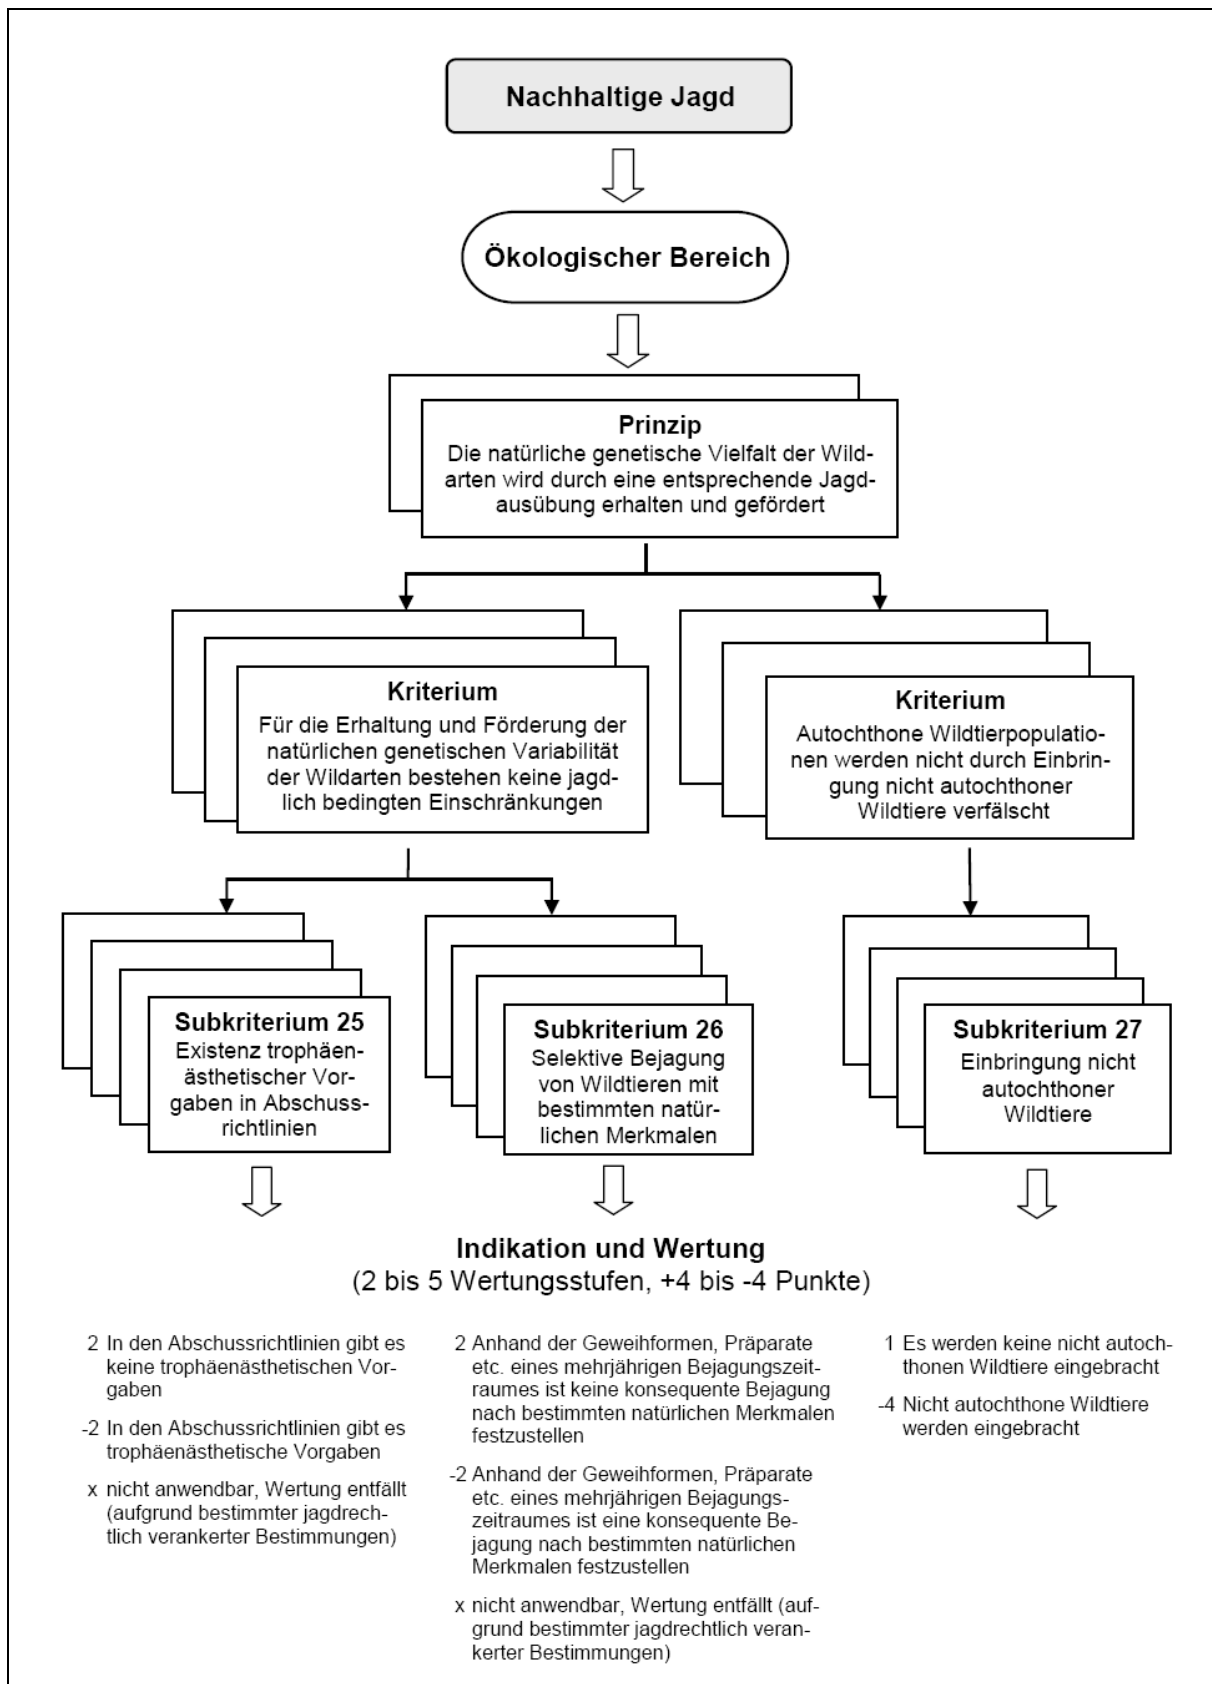 Nachhaltige Jagd
Ökologischer Bereich
Prinzip
Die natürliche genetische Vielfalt der Wild-
arten wird durch eine entsprechende Jagd-
ausübung erhalten und gefördert
Kriterium
Für die Erhaltung und Förderung der
natürlichen genetischen Variabilität
der Wildarten bestehen keine jagd-
lich bedingten Einschränkungen
Kriterium
Autochthone Wildtierpopulatio-
nen werden nicht durch Einbrin-
gung nicht autochthoner
Wildtiere verfälscht
Subkriterium 25
Existenz trophäen-
ästhetischer Vor-
gaben in Abschuss-
richtlinien
Subkriterium 26
Selektive Bejagung
von Wildtieren mit
bestimmten natür-
lichen Merkmalen
Subkriterium 27
Einbringung nicht
autochthoner
Wildtiere
Indikation und Wertung
(2 bis 5 Wertungsstufen, +4 bis -4 Punkte)
2 In den Abschussrichtlinien gibt es
keine trophäenästhetischen Vor-
gaben
-2 In den Abschussrichtlinien gibt es
trophäenästhetische Vorgaben
x nicht anwendbar, Wertung entfällt
(aufgrund bestimmter jagdrech-
tlich verankerter Bestimmungen)
2 Anhand der Geweihformen, Präparate
etc. eines mehrjährigen Bejagungszeit-
raumes ist keine konsequente Bejagung
nach bestimmten natürlichen Merkmalen
festzustellen
-2 Anhand der Geweihformen, Präparate
etc. eines mehrjährigen Bejagungs-
zeitraumes ist eine konsequente Be-
jagung nach bestimmten natürlichen
Merkmalen festzustellen
x nicht anwendbar, Wertung entfällt (auf-
grund bestimmter jagdrechtlich veran-
kerter Bestimmungen)
1 Es werden keine nicht autoch-
thonen Wildtiere eingebracht
-4 Nicht autochthone Wildtiere
werden eingebracht